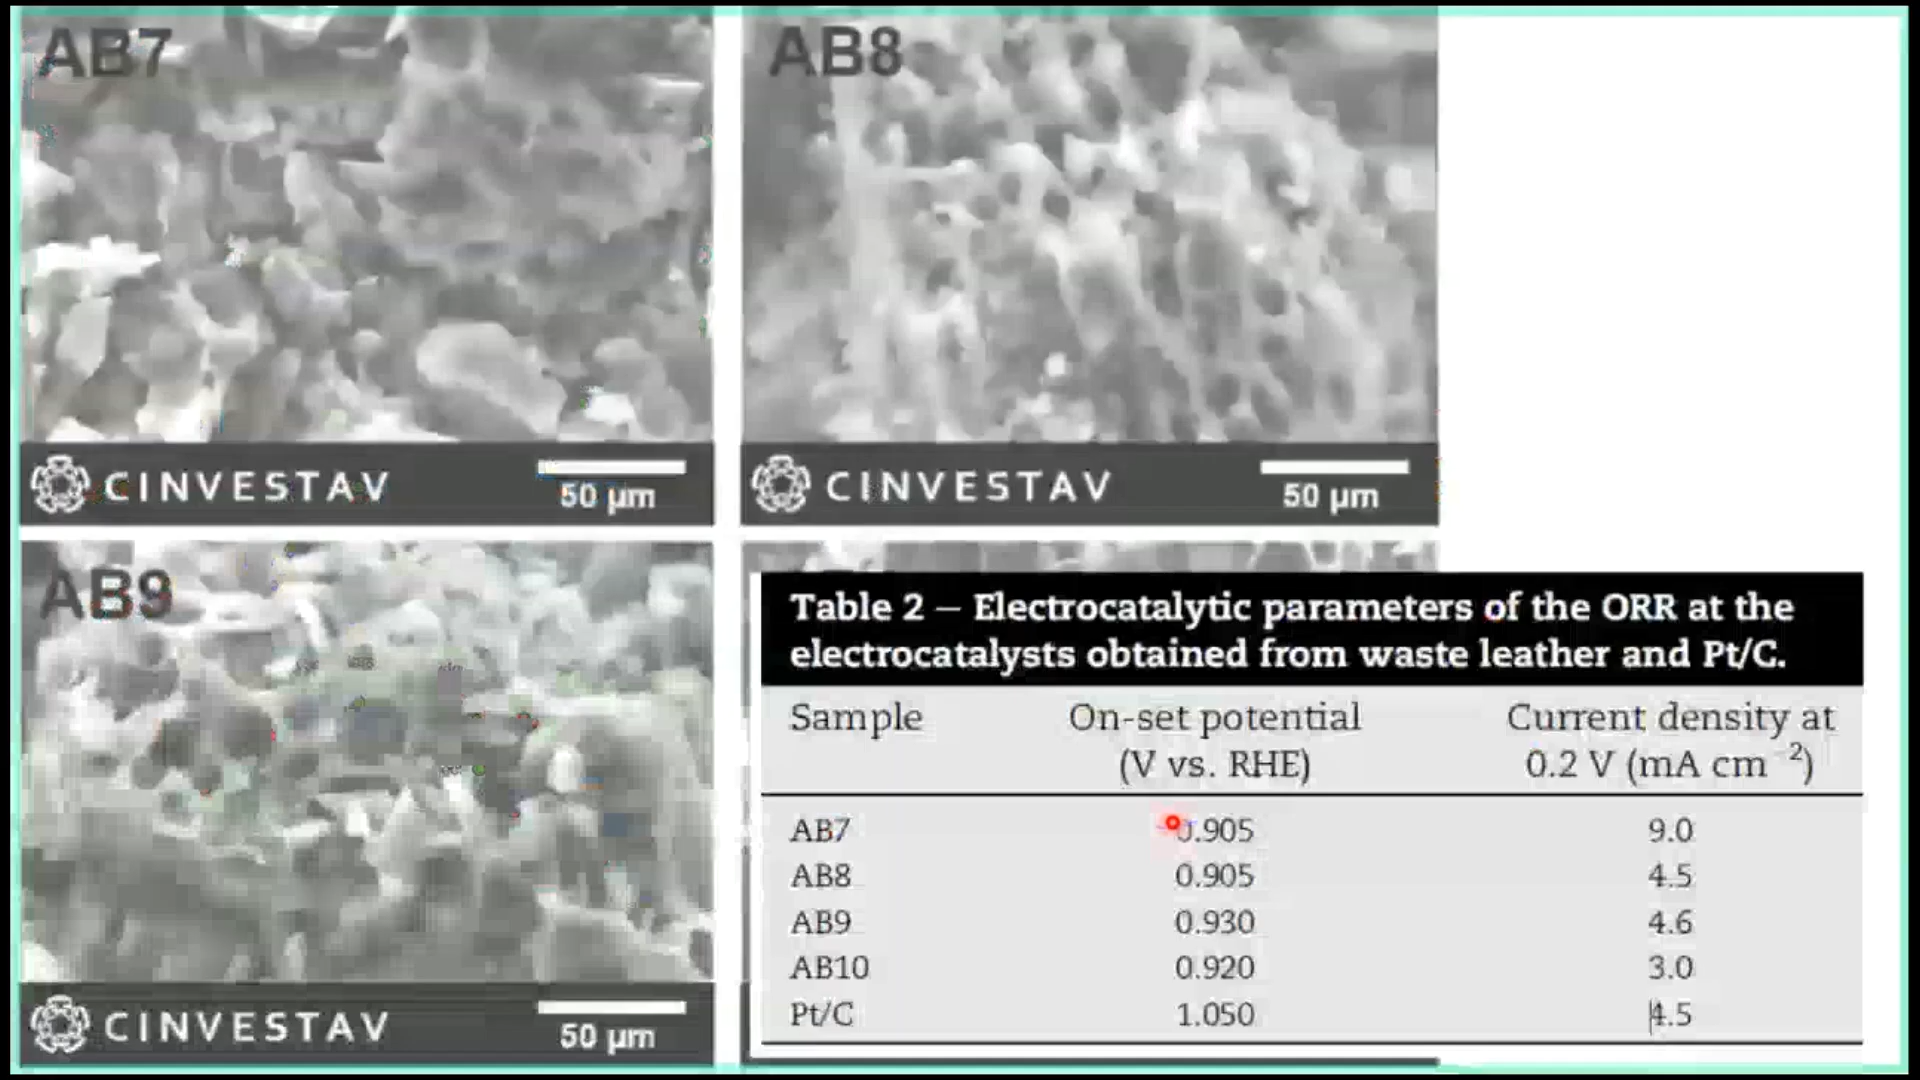 AB7
CINVESTAV
50 µm
AB8
CINVESTAV
50 µm
AB9
CINVESTAV
50 µm
Table 2 — Electrocatalytic parameters of the ORR at the
electrocatalysts obtained from waste leather and Pt/C.
Sample On-set potential Current density at
(V vs. RHE) 0.2 V (mA cm⁻²)
AB7 0.905 9.0
AB8 0.905 4.5
AB9 0.930 4.6
AB10 0.920 3.0
Pt/C 1.050 4.5